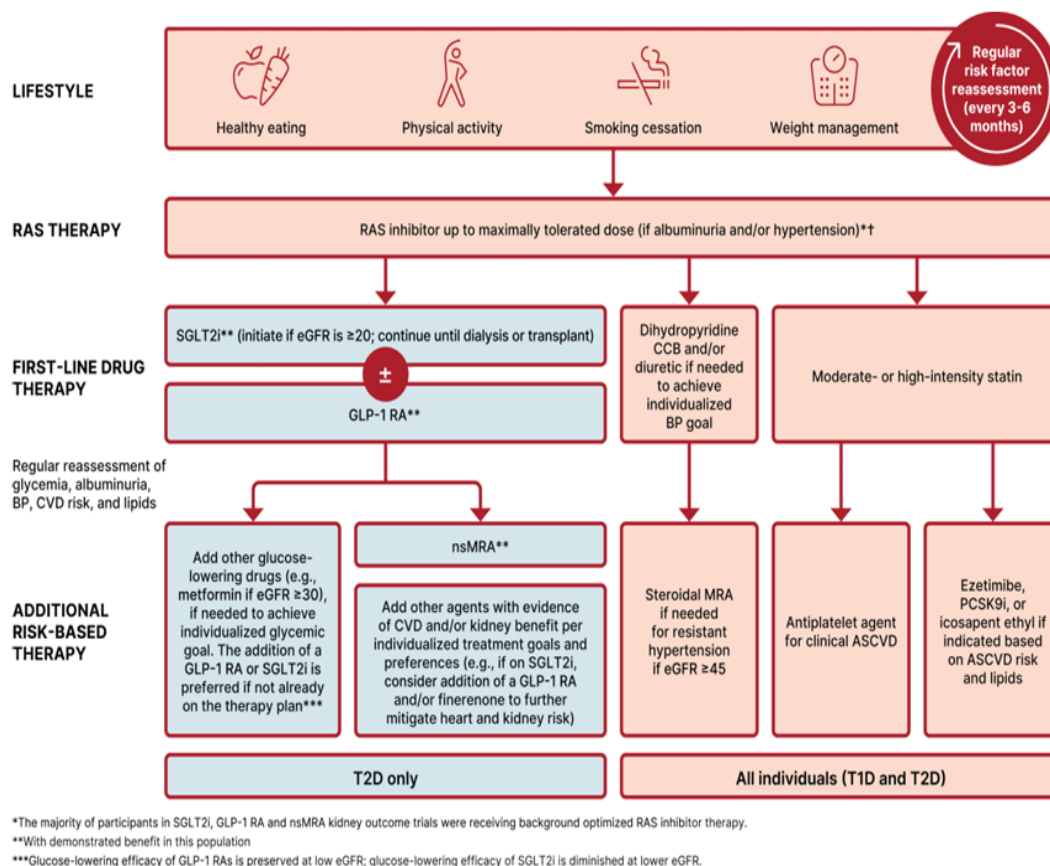 LIFESTYLE
Healthy eating
Physical activity
Smoking cessation
Weight management
Regular
risk factor
reassessment
(every 3-6
months)
RAS THERAPY
RAS inhibitor up to maximally tolerated dose (if albuminuria and/or hypertension)*†
FIRST-LINE DRUG
THERAPY
SGLT2i** (initiate if eGFR is ≥20; continue until dialysis or transplant)
±
GLP-1 RA**
Dihydropyridine
CCB and/or
diuretic if needed
to achieve
individualized
BP goal
Moderate- or high-intensity statin
Regular reassessment of
glycemia, albuminuria,
BP, CVD risk, and lipids
ADDITIONAL
RISK-BASED
THERAPY
Add other glucose-
lowering drugs (e.g.,
metformin if eGFR ≥30),
if needed to achieve
individualized glycemic
goal. The addition of a
GLP-1 RA or SGLT2i is
preferred if not already
on the therapy plan***
nsMRA**
Add other agents with evidence
of CVD and/or kidney benefit per
individualized treatment goals
and preferences (e.g., if on SGLT2i,
consider addition of a GLP-1 RA
and/or finerenone to further
mitigate heart and kidney risk)
Steroidal MRA
if needed
for resistant
hypertension
if eGFR ≥45
Antiplatelet agent
for clinical ASCVD
Ezetimibe,
PCSK9i, or
icosapent ethyl if
indicated based
on ASCVD risk
and lipids
T2D only
All individuals (T1D and T2D)
*The majority of participants in SGLT2i, GLP-1 RA and nsMRA kidney outcome trials were receiving background optimized RAS inhibitor therapy.
**With demonstrated benefit in this population
***Glucose-lowering efficacy of GLP-1 RAs is preserved at low eGFR; glucose-lowering efficacy of SGLT2i is diminished at lower eGFR.